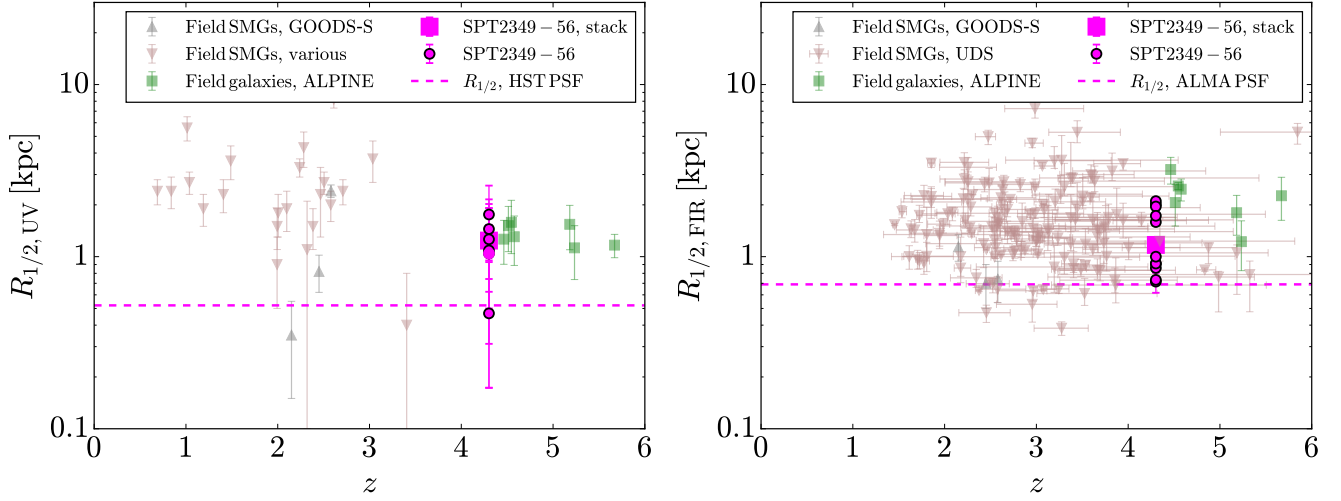 Field SMGs, GOODS-S
Field SMGs, various
Field galaxies, ALPINE
SPT2349−56, stack
SPT2349−56
R1/2, HST PSF
10
1
0.1
R1/2, UV [kpc]
0 1 2 3 4 5 6
z
Field SMGs, GOODS-S
Field SMGs, UDS
Field galaxies, ALPINE
SPT2349−56, stack
SPT2349−56
R1/2, ALMA PSF
10
1
0.1
R1/2, FIR [kpc]
0 1 2 3 4 5 6
z